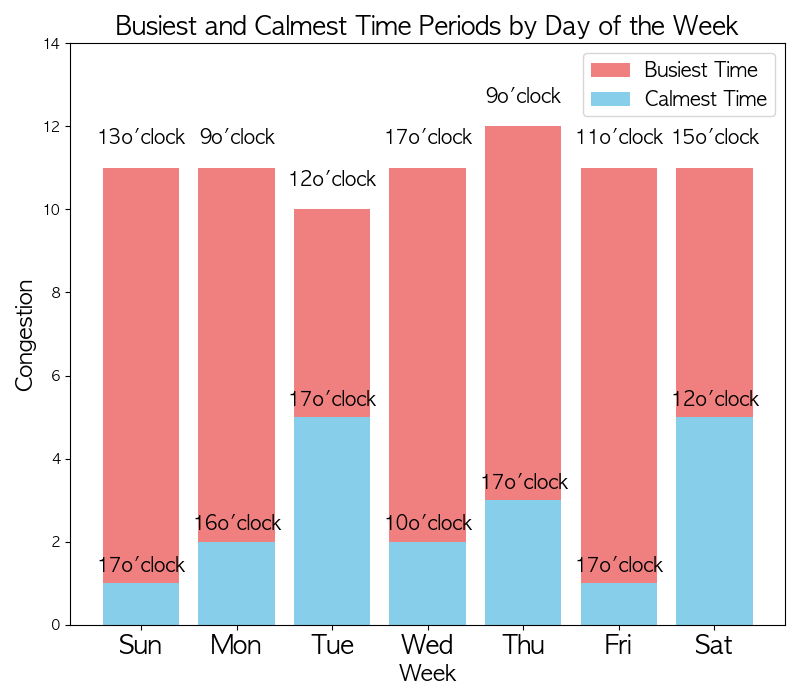 Busiest and Calmest Time Periods by Day of the Week
Busiest Time
Calmest Time
Congestion
14
12
10
8
6
4
2
0
13o'clock
9o'clock
12o'clock
17o'clock
9o'clock
11o'clock
15o'clock
17o'clock
16o'clock
17o'clock
10o'clock
17o'clock
17o'clock
12o'clock
Sun Mon Tue Wed Thu Fri Sat
Week